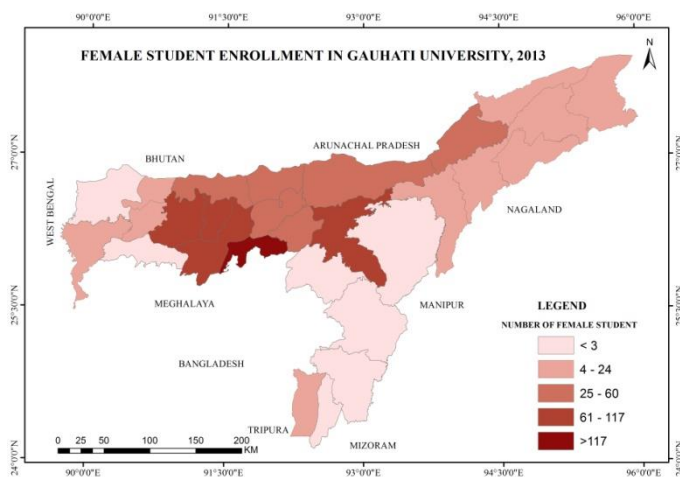 90°0'0"E 91°30'0"E 93°0'0"E 94°30'0"E 96°0'0"E
FEMALE STUDENT ENROLLMENT IN GAUHATI UNIVERSITY, 2013
N
27°0'0"N
27°0'0"N
ARUNACHAL PRADESH
BHUTAN
WEST BENGAL
NAGALAND
MEGHALAYA
MANIPUR
25°30'0"N
25°30'0"N
LEGEND
NUMBER OF FEMALE STUDENT
< 3
4 - 24
25 - 60
61 - 117
>117
BANGLADESH
TRIPURA
MIZORAM
0 25 50 100 150 200
KM
24°0'0"N
24°0'0"N
90°0'0"E 91°30'0"E 93°0'0"E 94°30'0"E 96°0'0"E